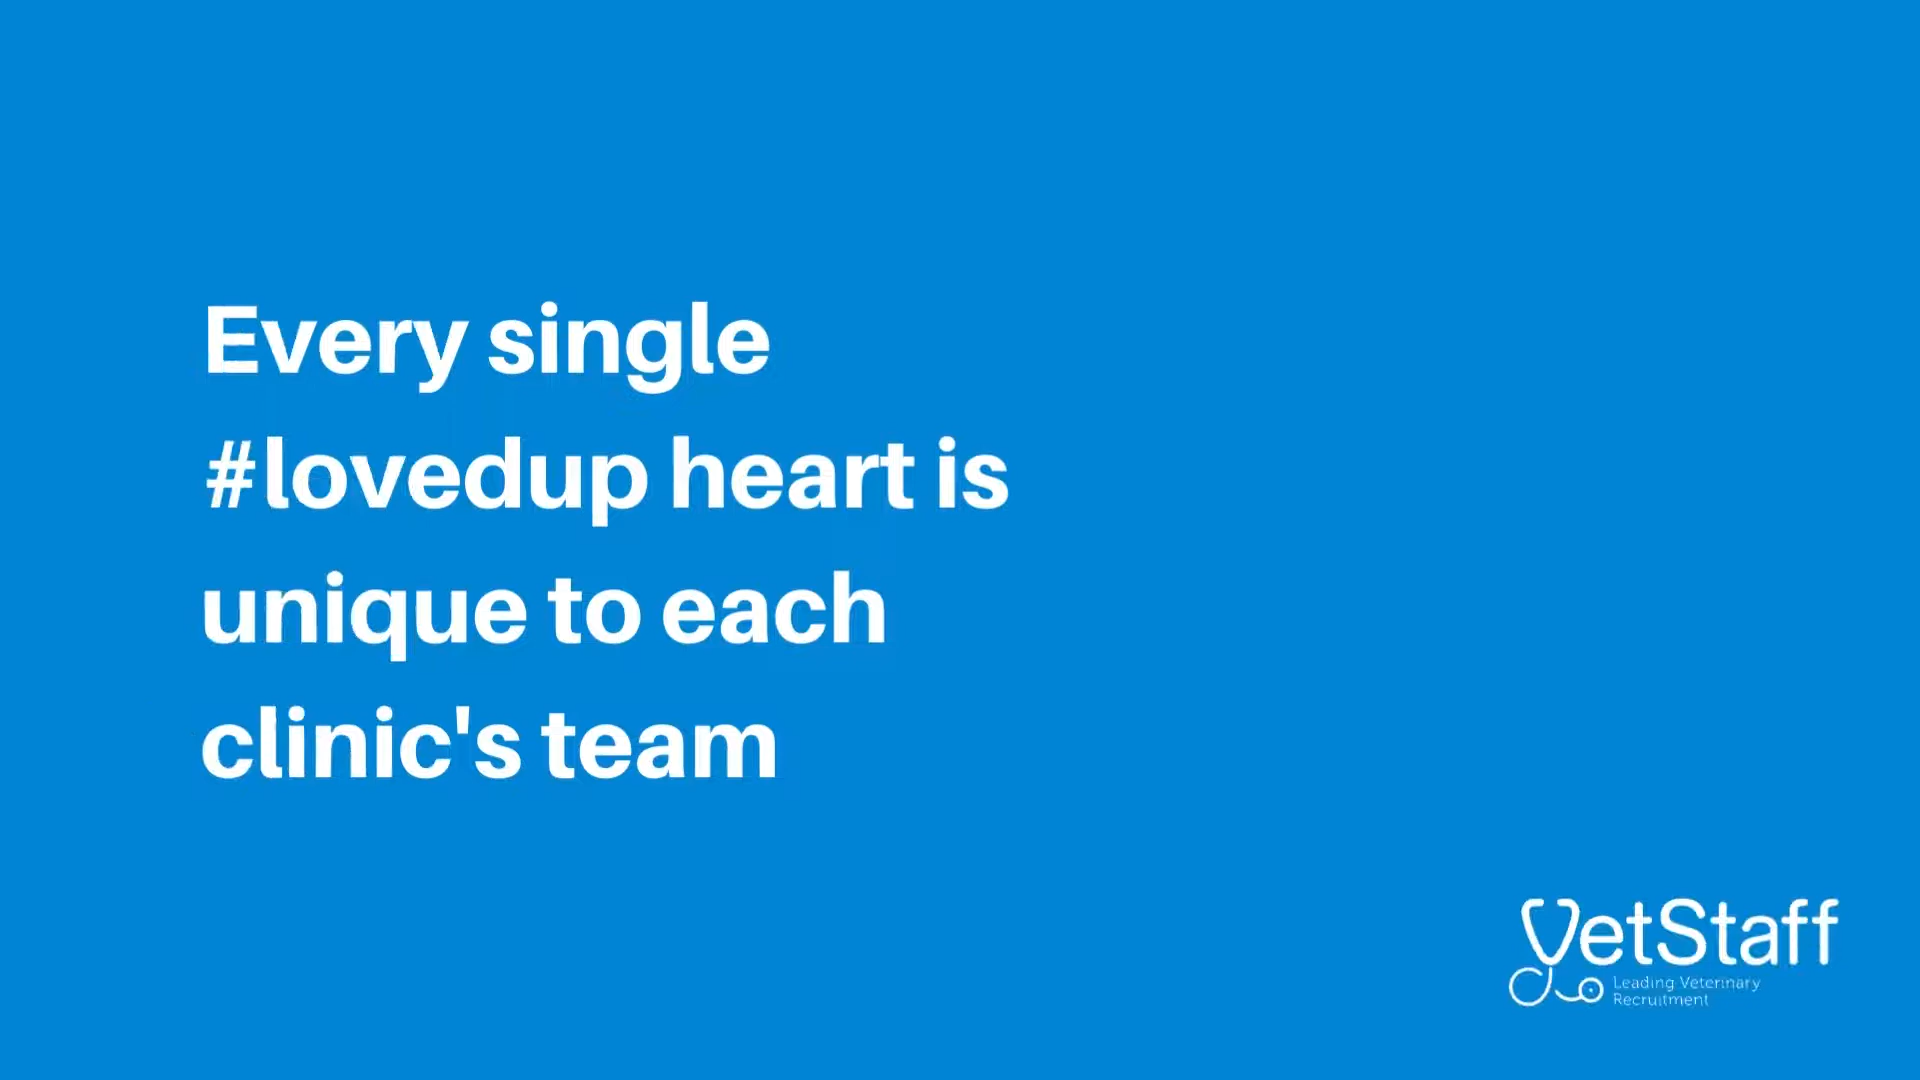 Every single
#lovedup heart is
unique to each
clinic's team
VetStaff
Leading Veterinary
Recruitment